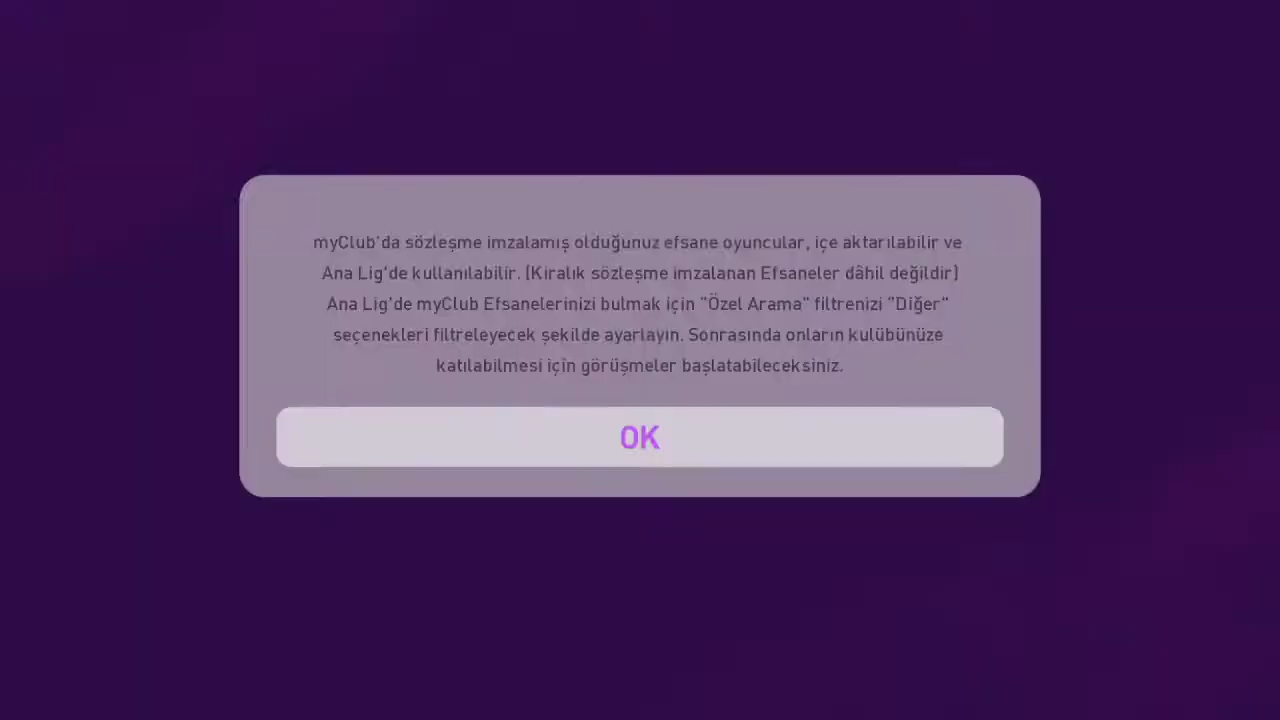 myClub'da sözleşme imzalamış olduğunuz efsane oyuncular, içe aktarılabilir ve
Ana Lig'de kullanılabilir. (Kiralık sözleşme imzalanan Efsaneler dâhil değildir)
Ana Lig'de myClub Efsanelerinizi bulmak için "Özel Arama" filtrenizi "Diğer"
seçenekleri filtreleyecek şekilde ayarlayın. Sonrasında onların kulübünüze
katılabilmesi için görüşmeler başlatabileceksiniz.
OK